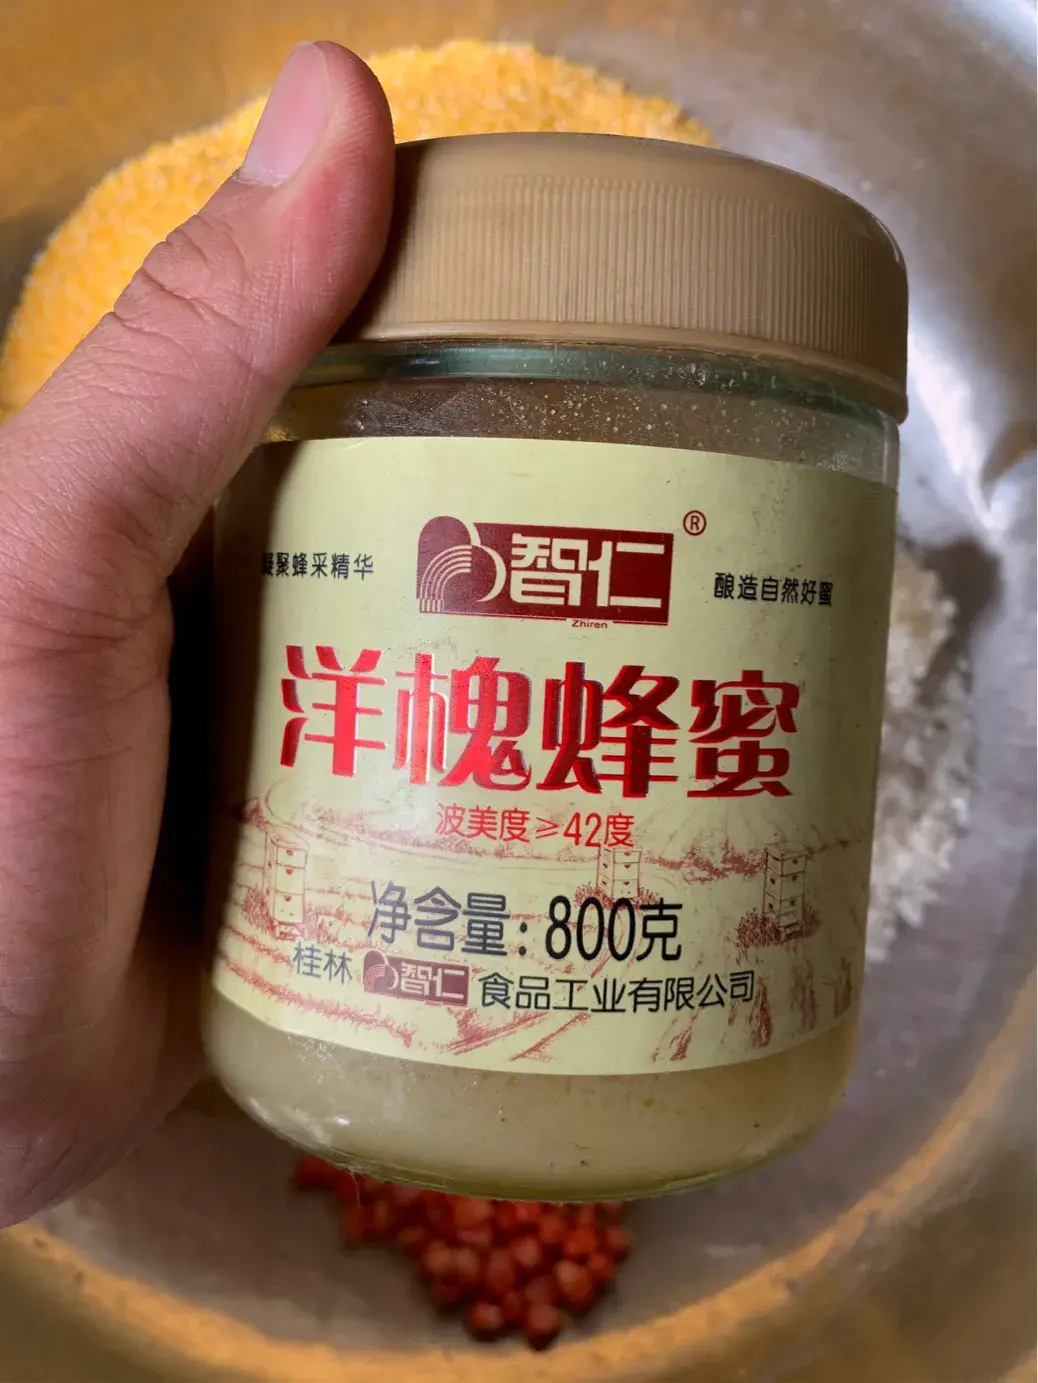 智仁®
Zhiren
凝聚蜂采精华
酿造自然好蜜
洋槐蜂蜜
波美度≥42度
净含量:800克
桂林智仁食品工业有限公司